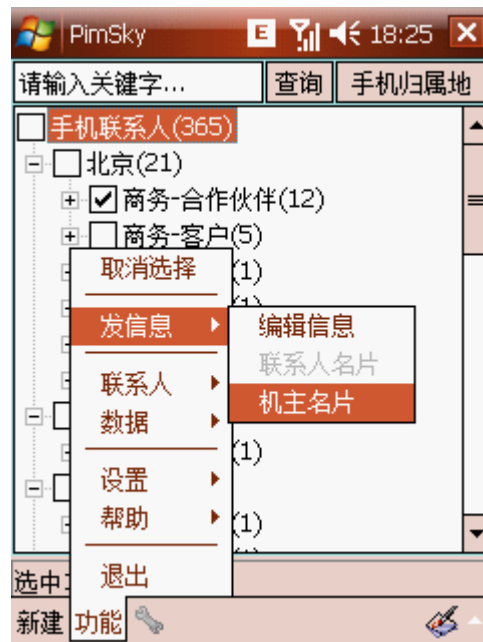 PimSky E 18:25
请输入关键字... 查询 手机归属地
手机联系人(365)
北京(21)
商务-合作伙伴(12)
商务-客户(5)
取消选择 (1)
(1)
发信息 编辑信息
联系人名片
联系人 机主名片
数据
(1)
设置
帮助 (1)
退出
选中
新建 功能